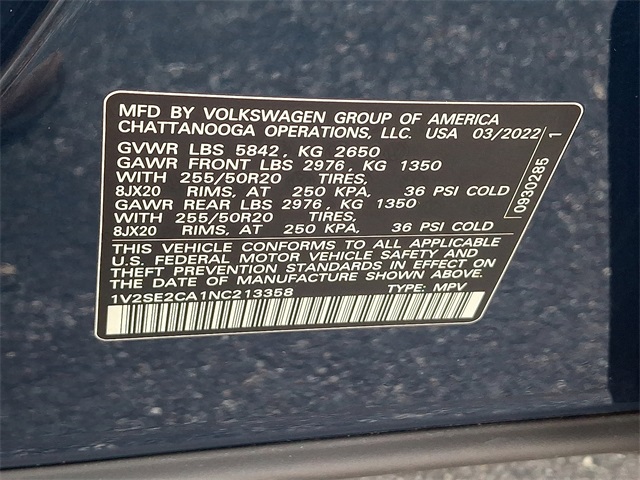 MFD BY VOLKSWAGEN GROUP OF AMERICA
CHATTANOOGA OPERATIONS, LLC. USA 03/2022
GVWR LBS 5842, KG 2650
GAWR FRONT LBS 2976, KG 1350
WITH 255/50R20 TIRES,
8JX20 RIMS, AT 250 KPA, 36 PSI COLD
GAWR REAR LBS 2976, KG 1350
WITH 255/50R20 TIRES,
8JX20 RIMS, AT 250 KPA, 36 PSI COLD
THIS VEHICLE CONFORMS TO ALL APPLICABLE
U.S. FEDERAL MOTOR VEHICLE SAFETY AND
THEFT PREVENTION STANDARDS IN EFFECT ON
THE DATE OF MANUFACTURE SHOWN ABOVE.
1V2SE2CA1NC213358 TYPE: MPV
0930285 1